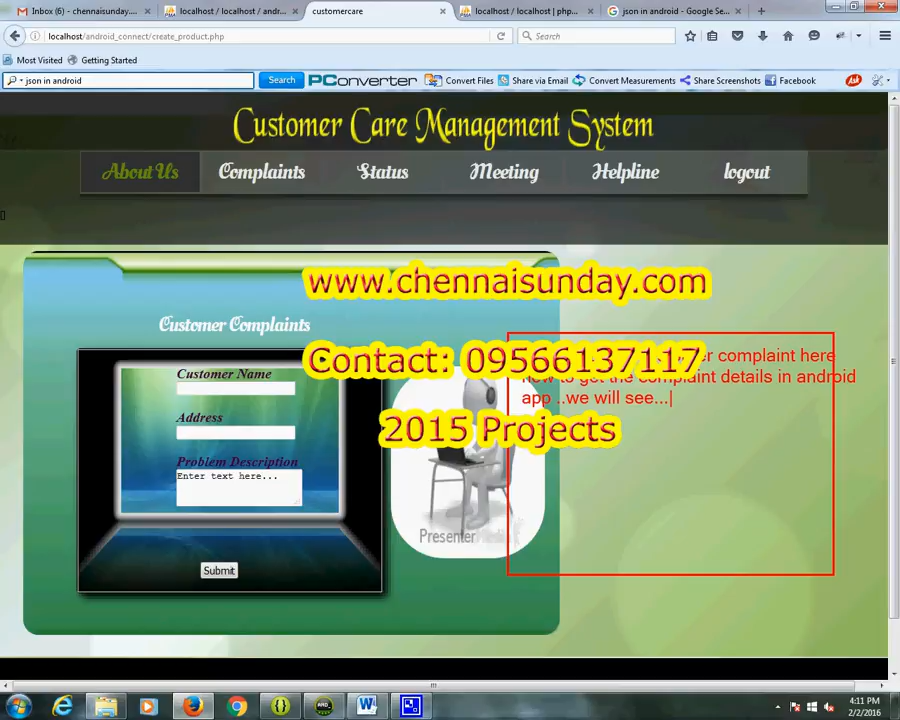 Inbox (6) - chennaisunday....
localhost / localhost / andr...
customercare
localhost / localhost | php...
json in android - Google Se...
localhost/android_connect/create_product.php
Search
Most Visited
Getting Started
json in android
Search
PCONVERTER
Convert Files
Share via Email
Convert Measurements
Share Screenshots
Facebook
Ask
Customer Care Management System
About Us
Complaints
Status
Meeting
Helpline
logout
www.chennaisunday.com
Customer Complaints
Contact: 09566137117
complaint here
how to get the complaint details in android
app ..we will see...
2015 Projects
Customer Name
Address
Problem Description
Enter text here...
Presenter
Submit
4:11 PM
2/2/2016